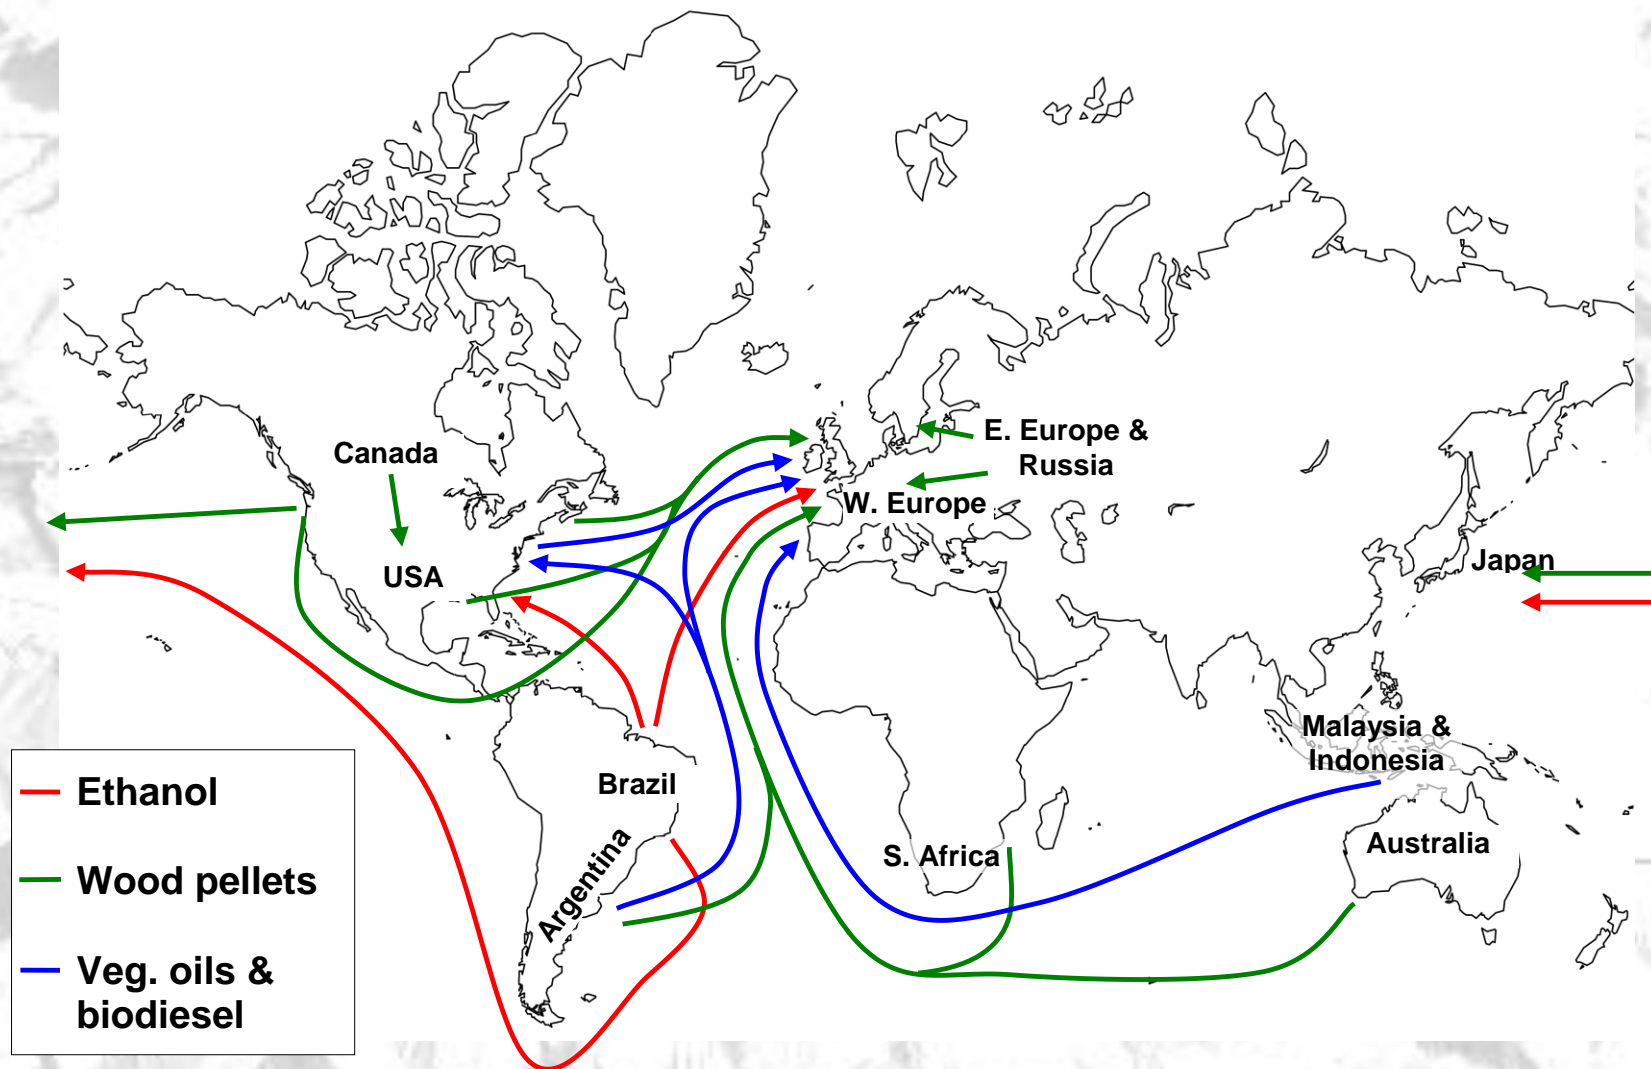 Canada
E. Europe &
Russia
W. Europe
USA
Japan
Malaysia &
Indonesia
Brazil
Argentina
S. Africa
Australia
Ethanol
Wood pellets
Veg. oils &
biodiesel